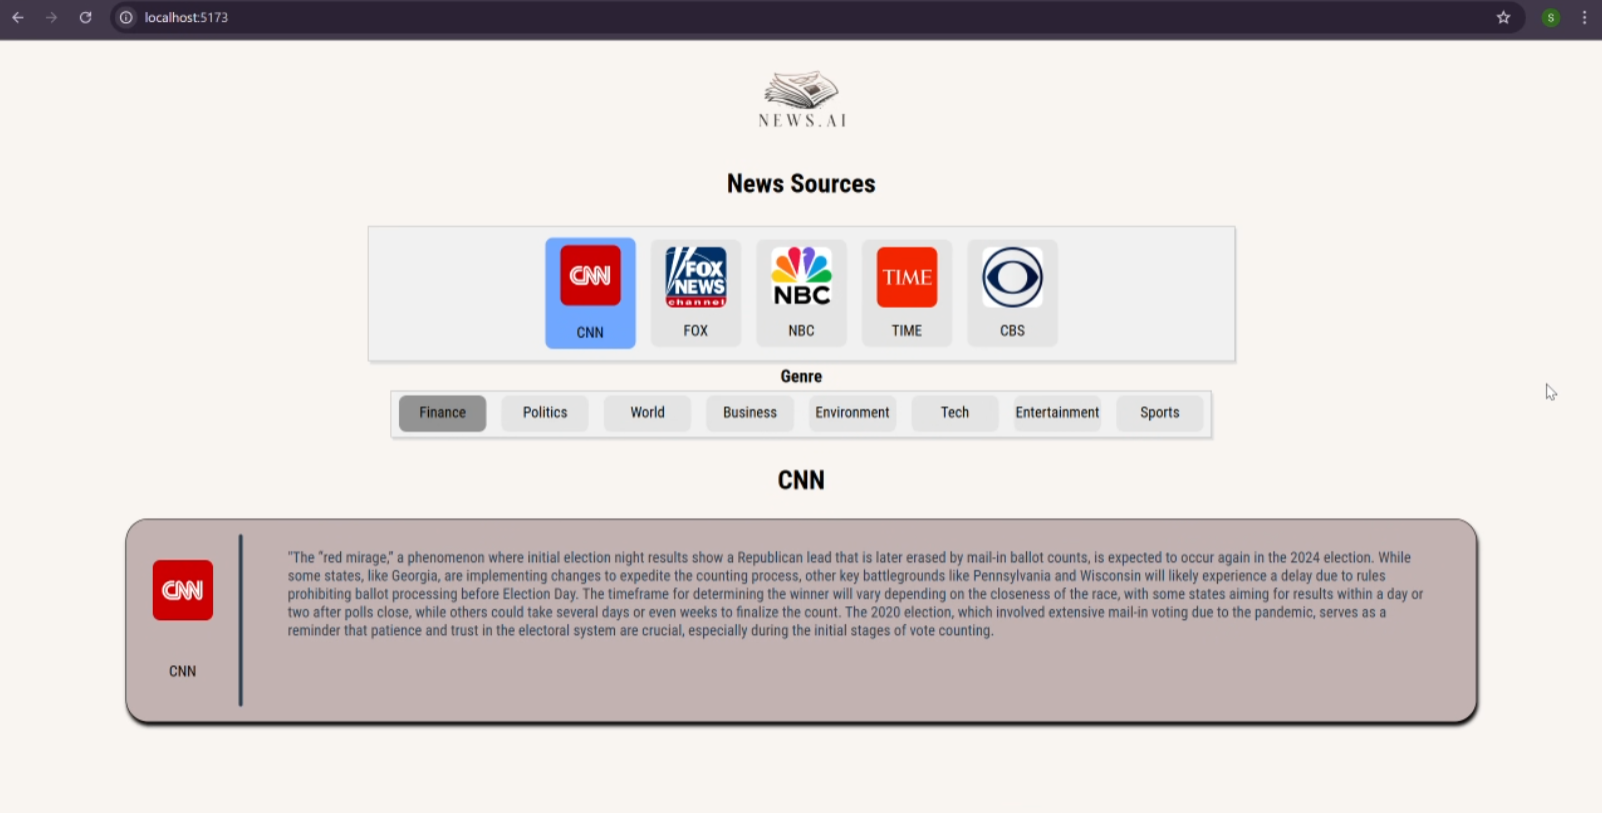 localhost:5173
S
NEWS.AI
News Sources
CNN
FOX NEWS channel
NBC
TIME
CNN
FOX
NBC
TIME
CBS
Genre
Finance
Politics
World
Business
Environment
Tech
Entertainment
Sports
CNN
"The "red mirage," a phenomenon where initial election night results show a Republican lead that is later erased by mail-in ballot counts, is expected to occur again in the 2024 election. While
some states, like Georgia, are implementing changes to expedite the counting process, other key battlegrounds like Pennsylvania and Wisconsin will likely experience a delay due to rules
prohibiting ballot processing before Election Day. The timeframe for determining the winner will vary depending on the closeness of the race, with some states aiming for results within a day or
two after polls close, while others could take several days or even weeks to finalize the count. The 2020 election, which involved extensive mail-in voting due to the pandemic, serves as a
reminder that patience and trust in the electoral system are crucial, especially during the initial stages of vote counting.
CNN
CNN